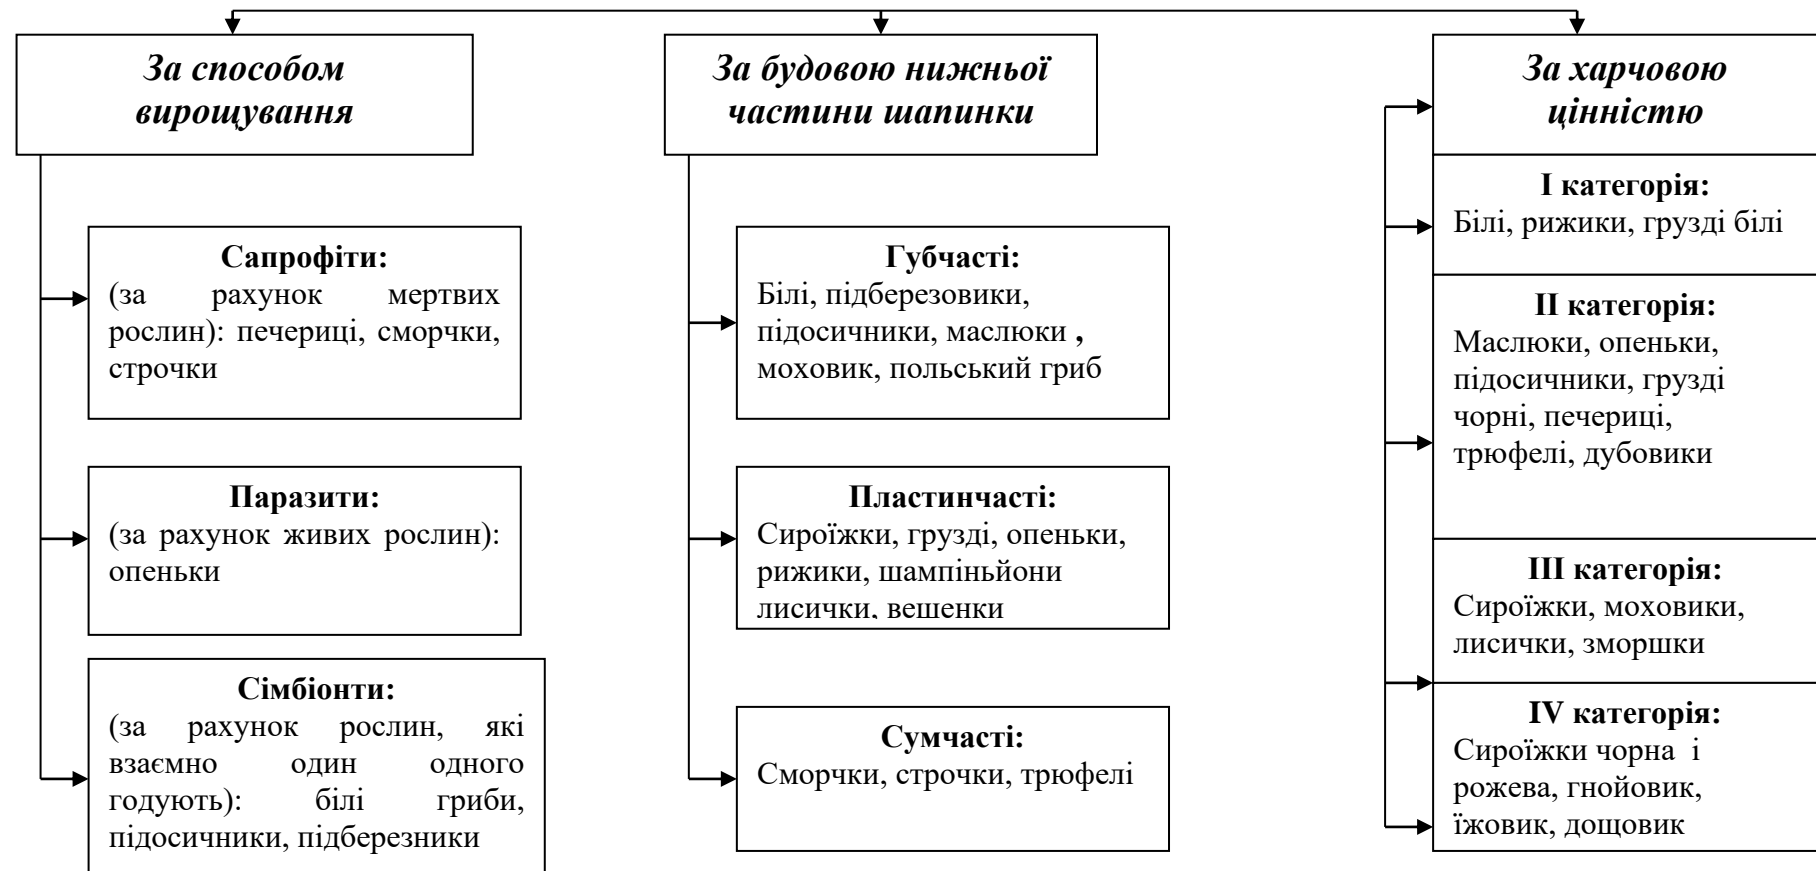 За способом
вирощування
Сапрофіти:
(за рахунок мертвих
рослин): печериці, сморчки,
строчки
Паразити:
(за рахунок живих рослин):
опеньки
Сімбіонти:
(за рахунок рослин, які
взаємно один одного
годують): білі гриби,
підосичники, підберезники
За будовою нижньої
частини шапинки
Губчасті:
Білі, підберезовики,
підосичники, маслюки ,
моховик, польський гриб
Пластинчасті:
Сироїжки, грузді, опеньки,
рижики, шампіньйони
лисички, вешенки
Сумчасті:
Сморчки, строчки, трюфелі
За харчовою
цінністю
I категорія:
Білі, рижики, грузді білі
II категорія:
Маслюки, опеньки,
підосичники, грузді
чорні, печериці,
трюфелі, дубовики
III категорія:
Сироїжки, моховики,
лисички, зморшки
IV категорія:
Сироїжки чорна і
рожева, гнойовик,
їжовик, дощовик